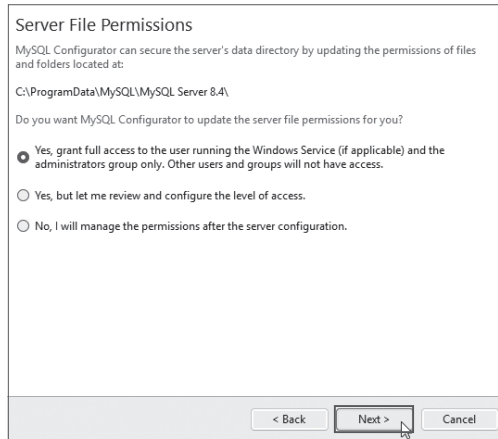 Server File Permissions
MySQL Configurator can secure the server's data directory by updating the permissions of files
and folders located at:
C:\ProgramData\MySQL\MySQL Server 8.4\
Do you want MySQL Configurator to update the server file permissions for you?
Yes, grant full access to the user running the Windows Service (if applicable) and the
administrators group only. Other users and groups will not have access.
Yes, but let me review and configure the level of access.
No, I will manage the permissions after the server configuration.
< Back Next > Cancel